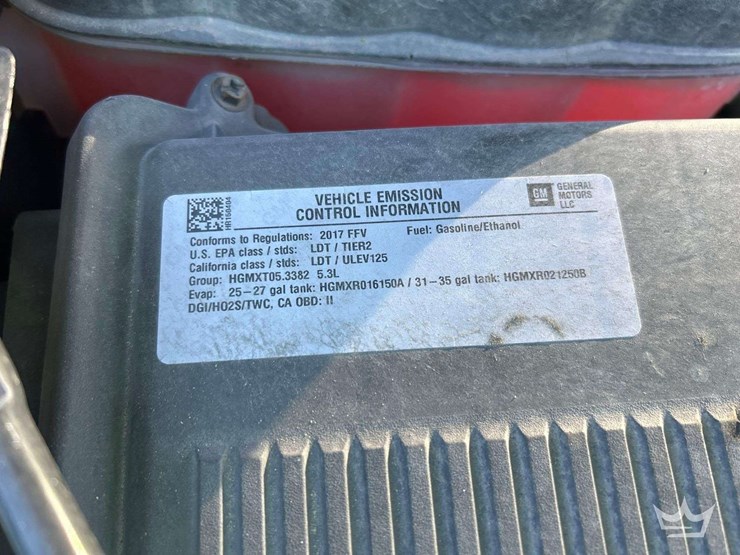 VEHICLE EMISSION
CONTROL INFORMATION
GM
GENERAL
MOTORS
LLC
Conforms to Regulations: 2017 FFV Fuel: Gasoline/Ethanol
U.S. EPA class / stds: LDT / TIER2
California class / stds: LDT / ULEV125
Group: HGMXT05.3382 5.3L
Evap: 25-27 gal tank: HGMXR016150A / 31-35 gal tank: HGMXR021250B
DGI/HO2S/TWC, CA OBD: II